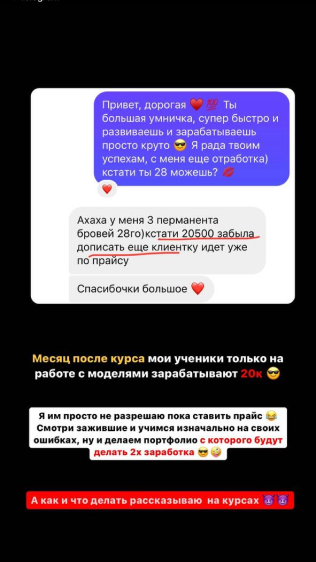 Привет, дорогая ❤️ 💯 Ты
большая умничка, супер быстро и
развиваешь и зарабатываешь
просто круто 😎 Я рада твоим
успехам, с меня еще отработка)
кстати ты 28 можешь? 💋
❤️
Ахаха у меня 3 перманента
бровей 28го)кстати 20500 забыла
дописать еще клиентку идет уже
по прайсу
Спасибочки большое ❤️
Месяц после курса мои ученики только на
работе с моделями зарабатывают 20к 😎
Я им просто не разрешаю пока ставить прайс 😂
Смотри зажившие и учимся изначально на своих
ошибках, ну и делаем портфолио с которого будут
делать 2х заработка 😎🤪
А как и что делать рассказываю на курсах 😈😈